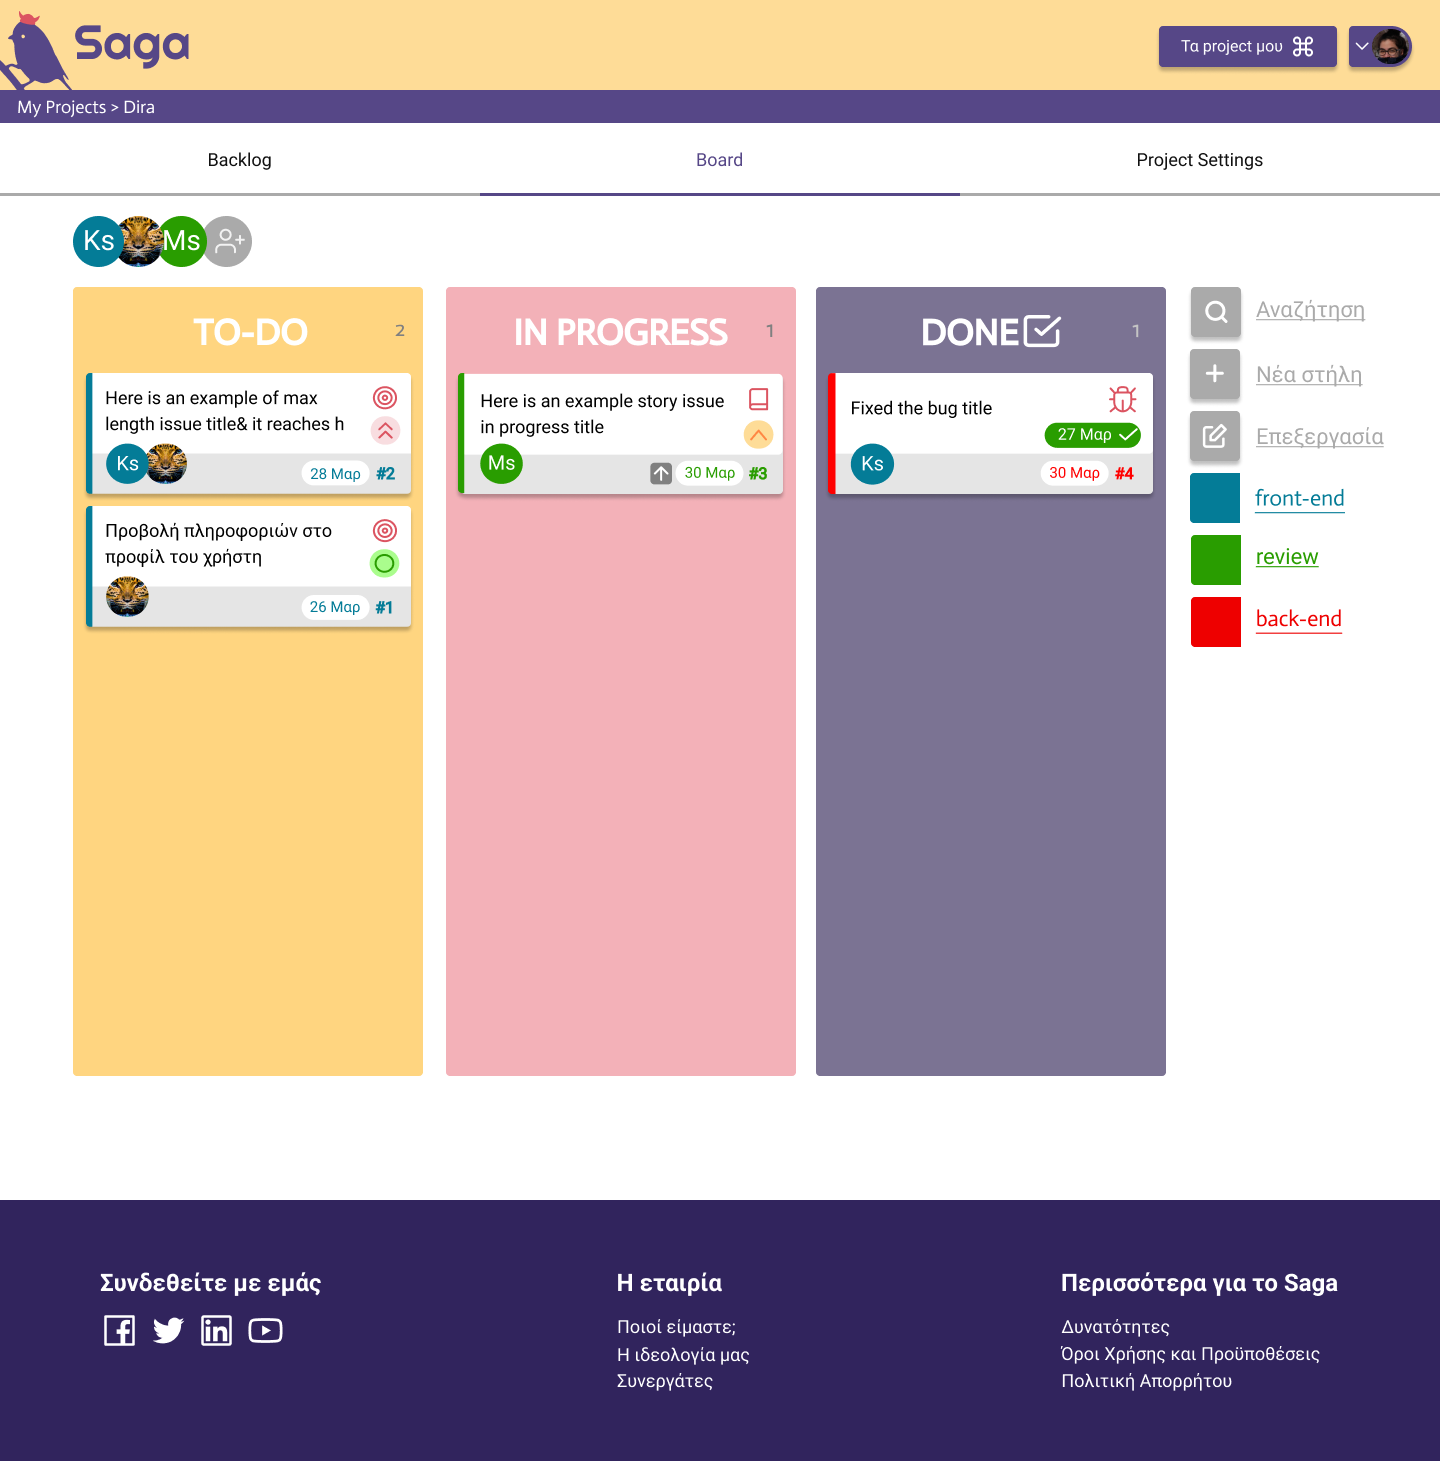 Saga
Τα project μου
My Projects > Dira
Backlog
Board
Project Settings
Ks
Ms
TO-DO
2
Here is an example of max
length issue title& it reaches h
Ks
28 Μαρ
#2
Προβολή πληροφοριών στο
προφίλ του χρήστη
26 Μαρ
#1
IN PROGRESS
1
Here is an example story issue
in progress title
Ms
30 Μαρ
#3
DONE
1
Fixed the bug title
27 Μαρ
Ks
30 Μαρ
#4
Αναζήτηση
Νέα στήλη
Επεξεργασία
front-end
review
back-end
Συνδεθείτε με εμάς
Η εταιρία
Ποιοί είμαστε;
Η ιδεολογία μας
Συνεργάτες
Περισσότερα για το Saga
Δυνατότητες
Όροι Χρήσης και Προϋποθέσεις
Πολιτική Απορρήτου